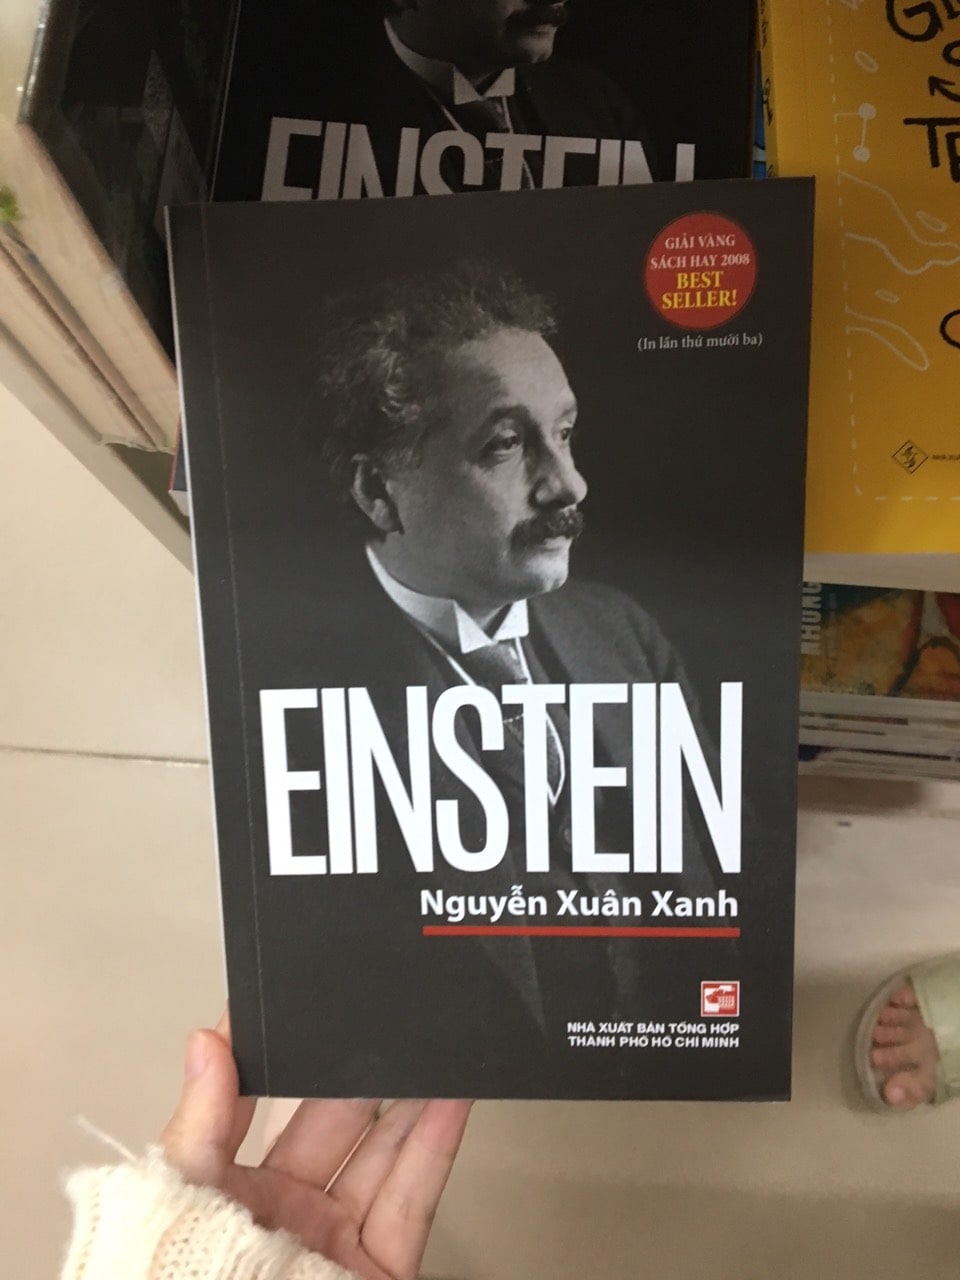 EINSTEIN
GIẢI VÀNG
SÁCH HAY 2008
BEST
SELLER!
(In lần thứ mười ba)
EINSTEIN
Nguyễn Xuân Xanh
NHÀ XUẤT BẢN TỔNG HỢP
THÀNH PHỐ HỒ CHÍ MINH